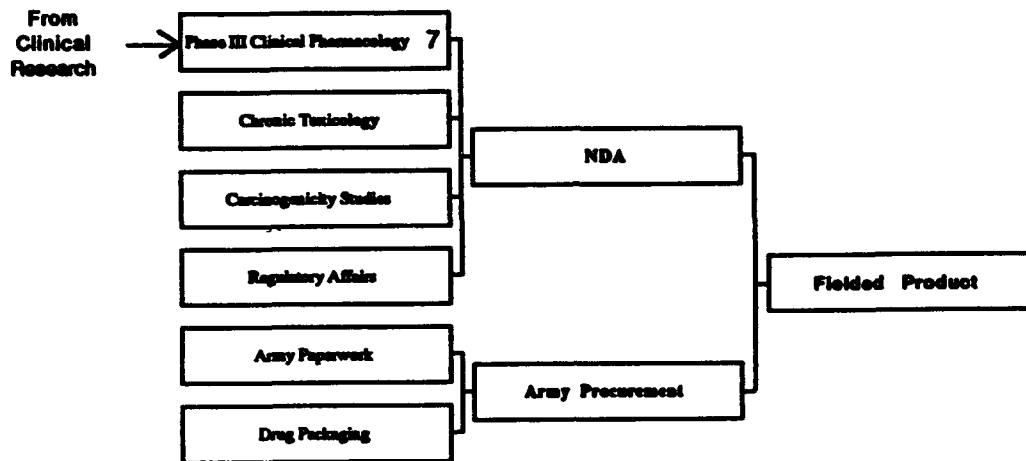 From
Clinical
Research
Phase III Clinical Pharmacology 7
Chronic Toxicology
Carcinogenicity Studies
Regulatory Affairs
Army Paperwork
Drug Packaging
NDA
Army Procurement
Fielded Product